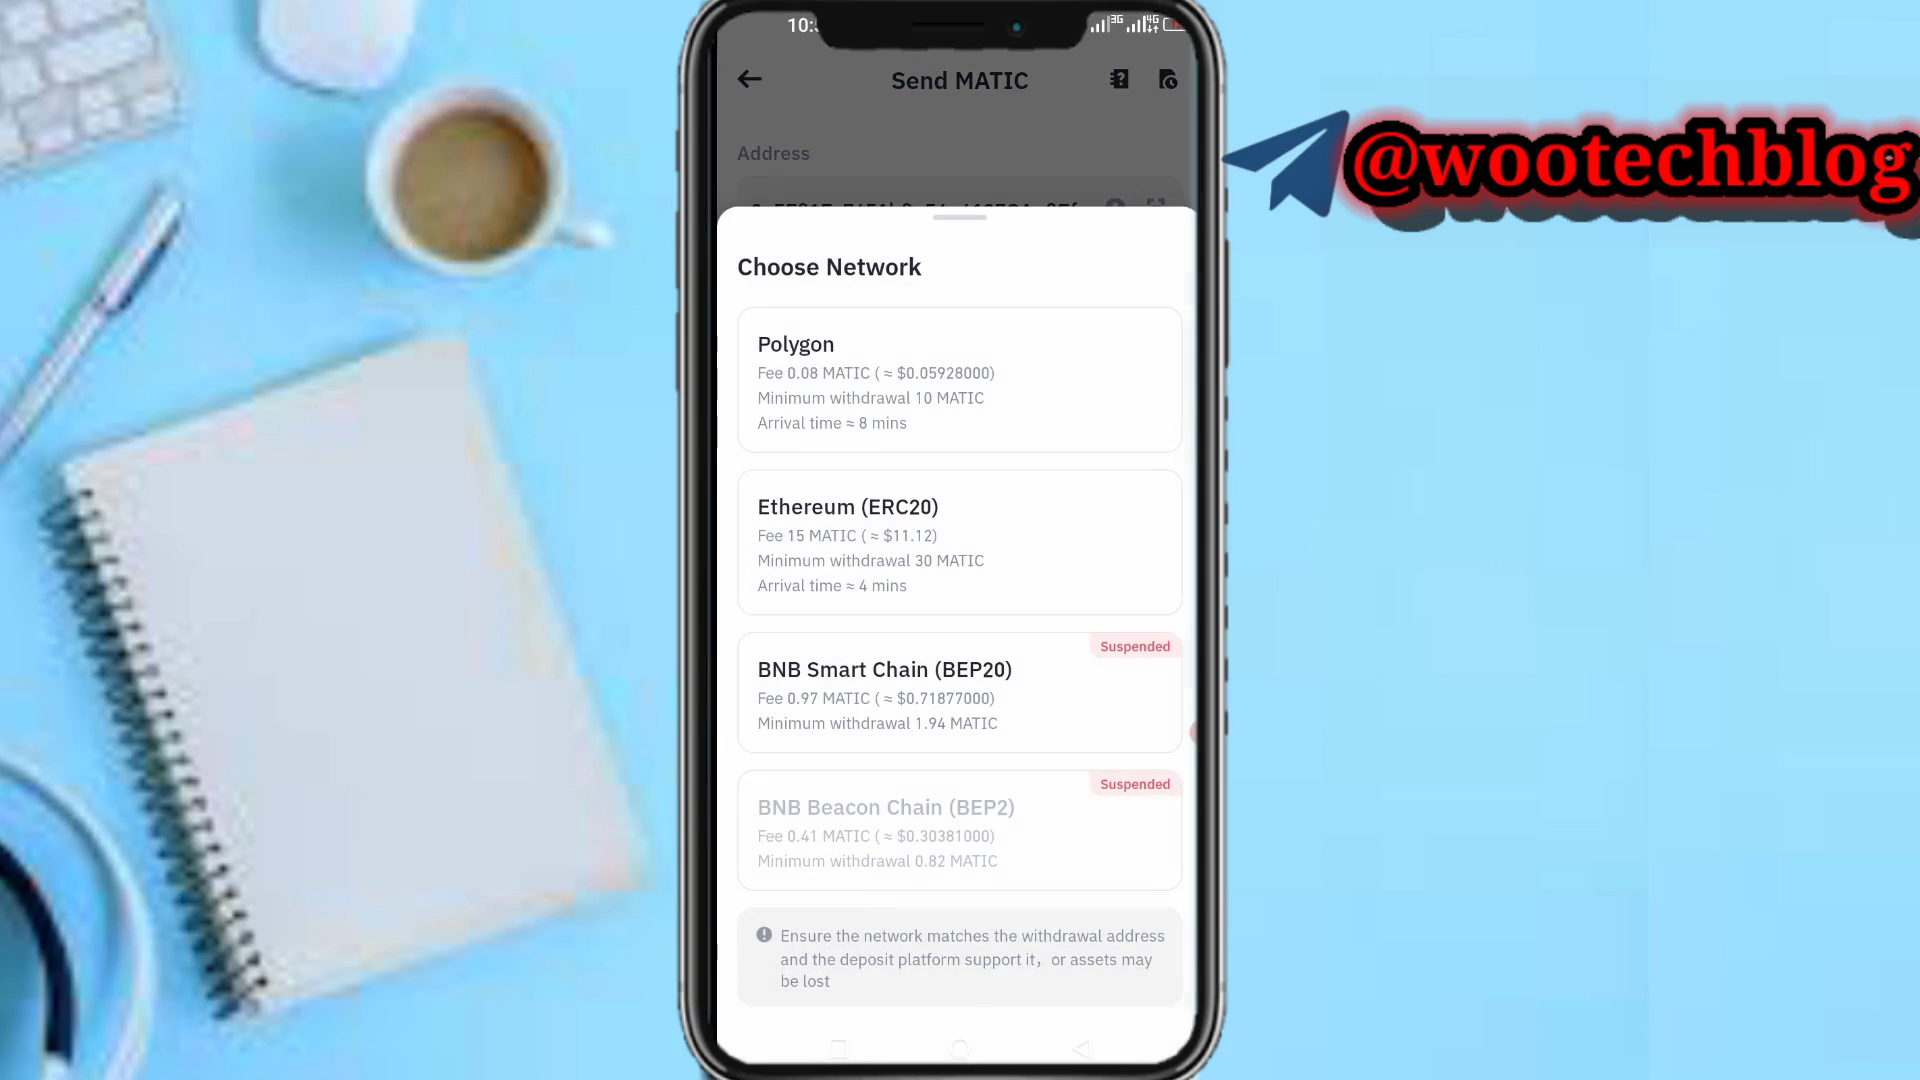 10:
3G 4G
Send MATIC
Address
Choose Network
Polygon
Fee 0.08 MATIC ( ≈ $0.05928000)
Minimum withdrawal 10 MATIC
Arrival time ≈ 8 mins
Ethereum (ERC20)
Fee 15 MATIC ( ≈ $11.12)
Minimum withdrawal 30 MATIC
Arrival time ≈ 4 mins
Suspended
BNB Smart Chain (BEP20)
Fee 0.97 MATIC ( ≈ $0.71877000)
Minimum withdrawal 1.94 MATIC
Suspended
BNB Beacon Chain (BEP2)
Fee 0.41 MATIC ( ≈ $0.30381000)
Minimum withdrawal 0.82 MATIC
Ensure the network matches the withdrawal address
and the deposit platform support it, or assets may
be lost
@wootechblog